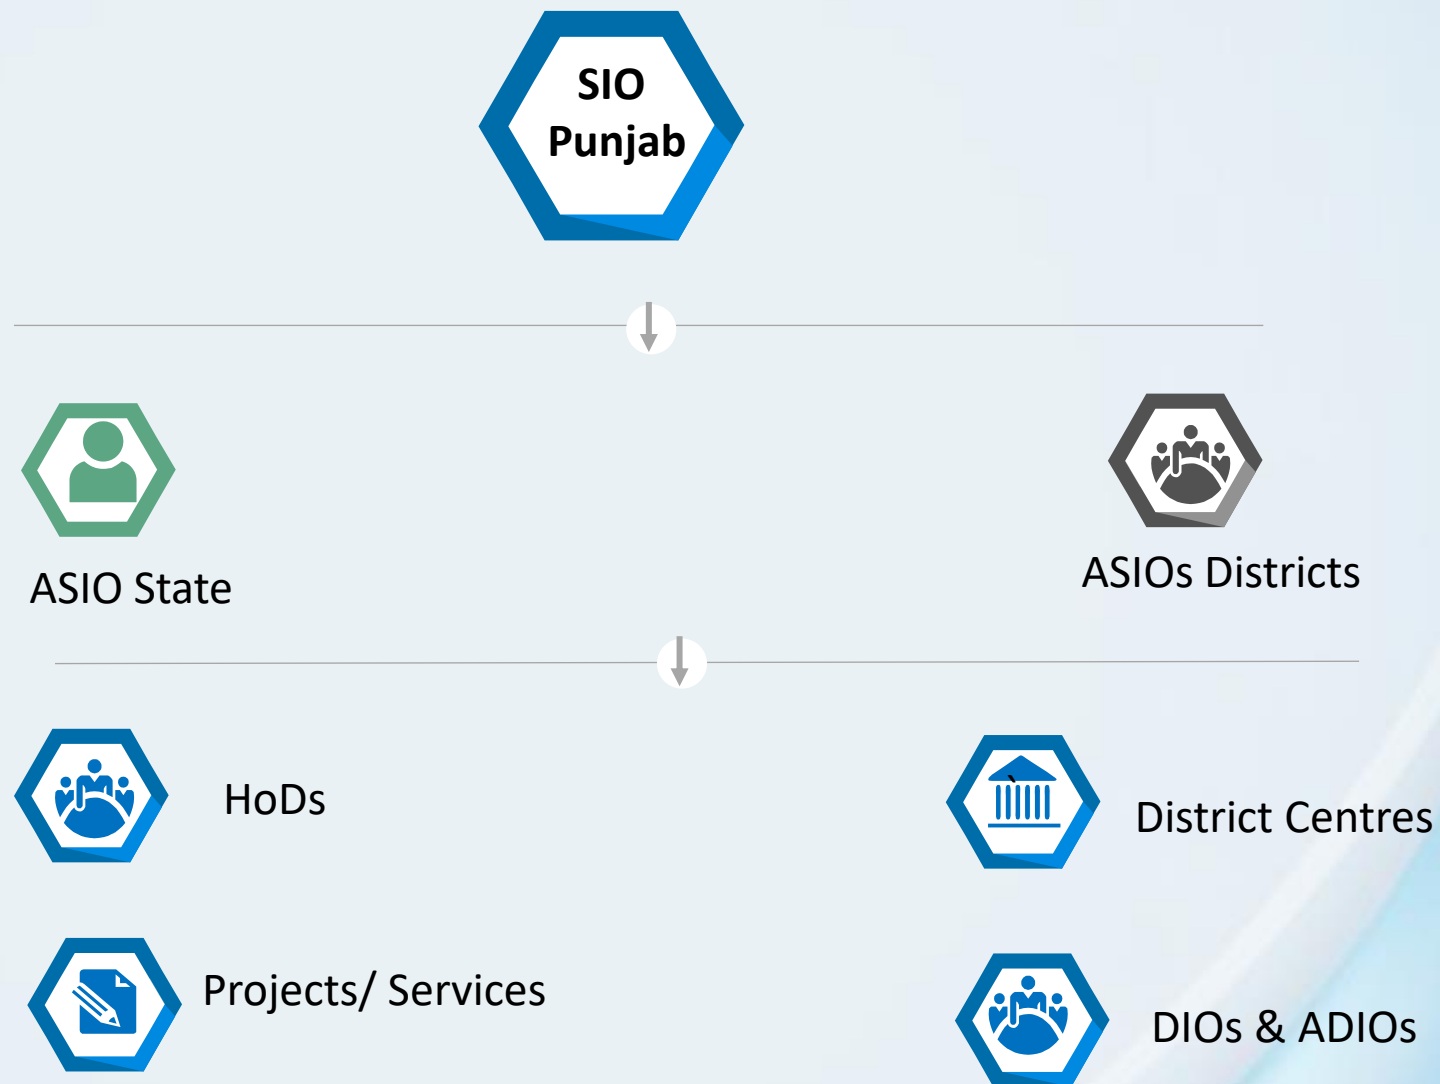 SIO
Punjab
ASIO State
ASIOs Districts
HoDs
District Centres
Projects/ Services
DIOs & ADIOs